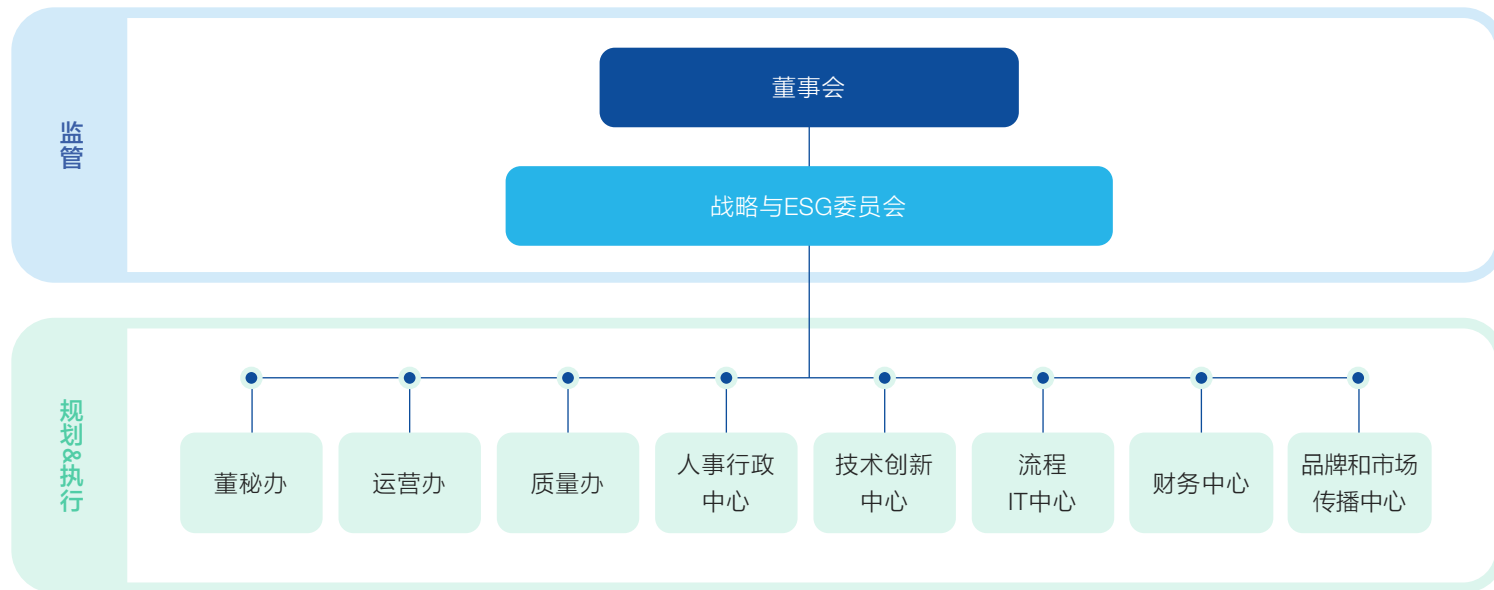 监管
董事会
战略与ESG委员会
规划&执行
董秘办
运营办
质量办
人事行政
中心
技术创新
中心
流程
IT中心
财务中心
品牌和市场
传播中心